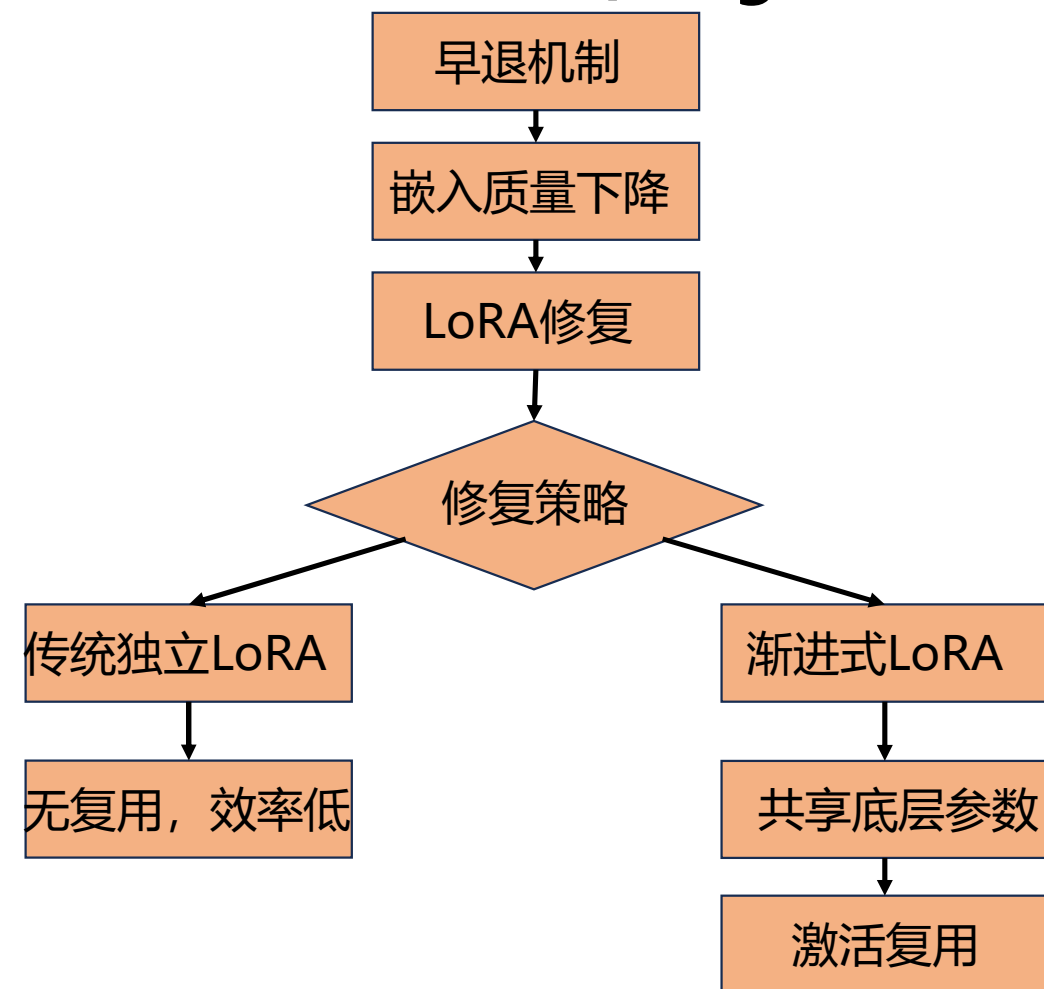 早退机制
嵌入质量下降
LoRA修复
修复策略
传统独立LoRA
渐进式LoRA
无复用，效率低
共享底层参数
激活复用